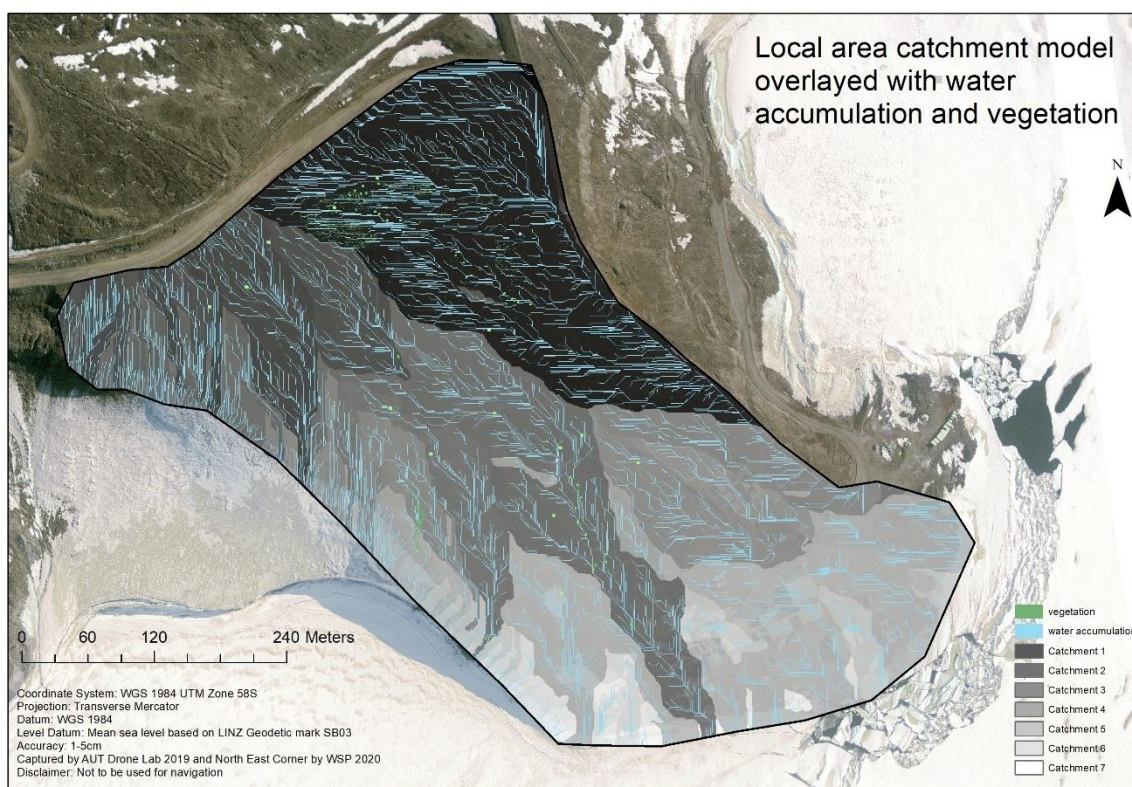 Local area catchment model
overlayed with water
accumulation and vegetation
N
0 60 120 240 Meters
Coordinate System: WGS 1984 UTM Zone 58S
Projection: Transverse Mercator
Datum: WGS 1984
Level Datum: Mean sea level based on LINZ Geodetic mark SB03
Accuracy: 1-5cm
Captured by AUT Drone Lab 2019 and North East Corner by WSP 2020
Disclaimer: Not to be used for navigation
vegetation
water accumulation
Catchment 1
Catchment 2
Catchment 3
Catchment 4
Catchment 5
Catchment 6
Catchment 7